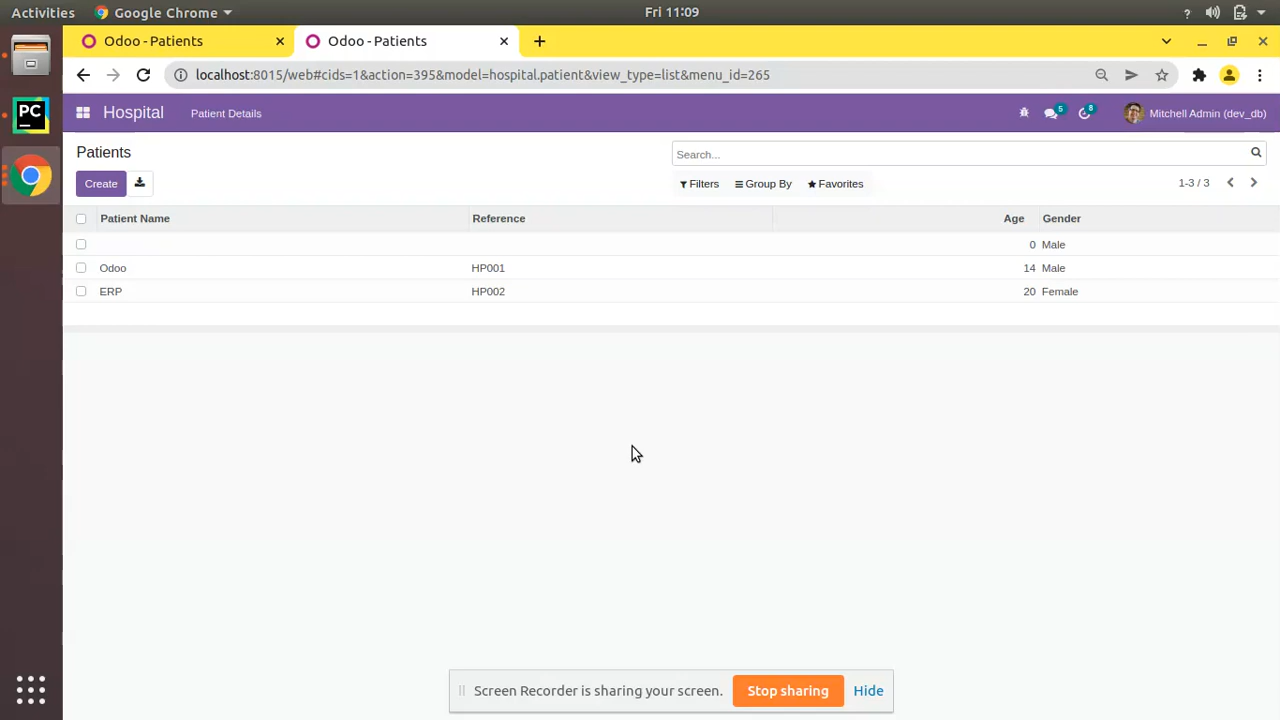 Activities Google Chrome Fri 11:09 ?
Odoo - Patients Odoo - Patients
localhost:8015/web#cids=1&action=395&model=hospital.patient&view_type=list&menu_id=265
PC
Hospital Patient Details 5 8 Mitchell Admin (dev_db)
Patients Search...
Create Filters Group By Favorites 1-3 / 3
Patient Name Reference Age Gender
0 Male
Odoo HP001 14 Male
ERP HP002 20 Female
Screen Recorder is sharing your screen. Stop sharing Hide